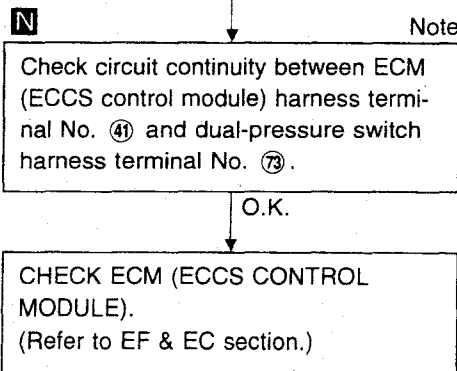 N
Note
Check circuit continuity between ECM
(ECCS control module) harness termi-
nal No. 41 and dual-pressure switch
harness terminal No. 73.
O.K.
CHECK ECM (ECCS CONTROL
MODULE).
(Refer to EF & EC section.)